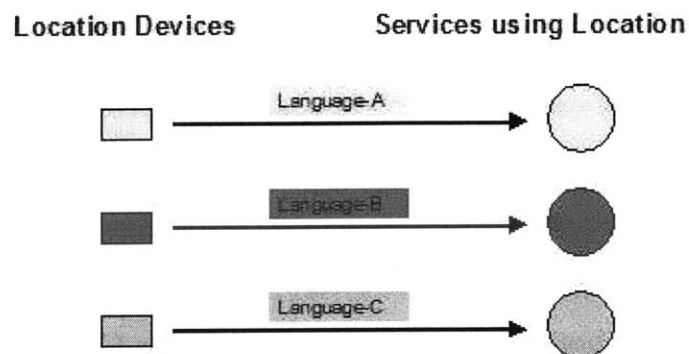 Location Devices
Services using Location
Language-A
Language-B
Language-C